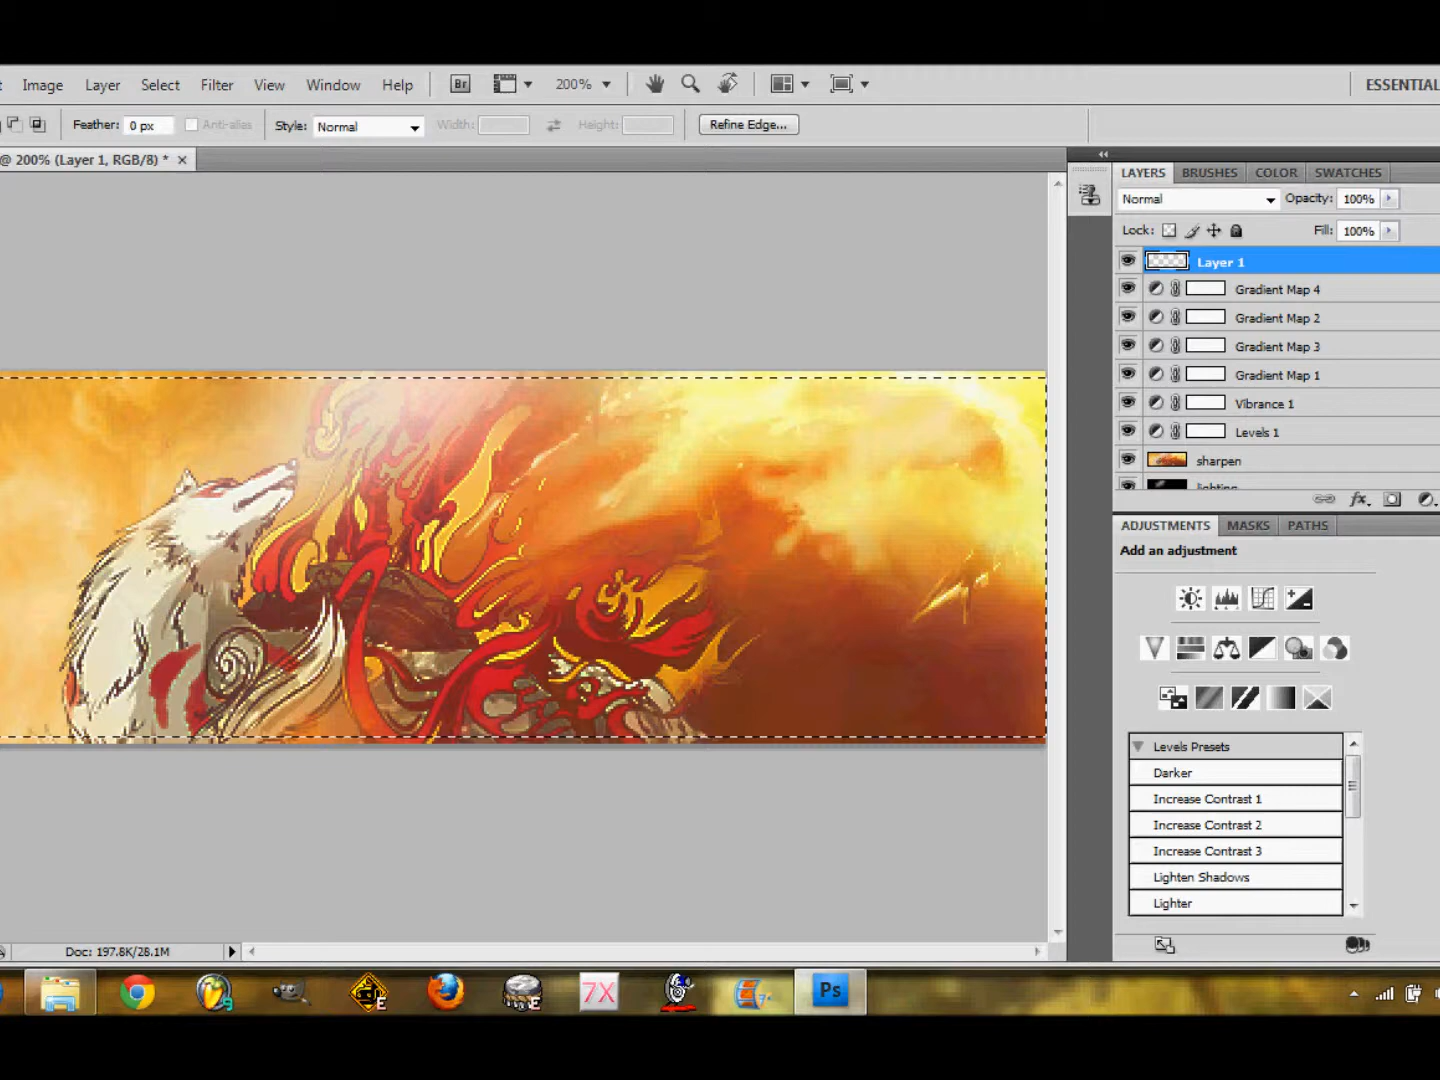 Image Layer Select Filter View Window Help Br 200% ESSENTIAL
Feather: 0 px Anti-alias Style: Normal Width: Height: Refine Edge...
@ 200% (Layer 1, RGB/8) * ×
LAYERS BRUSHES COLOR SWATCHES
Normal Opacity: 100%
Lock: Fill: 100%
Layer 1
Gradient Map 4
Gradient Map 2
Gradient Map 3
Gradient Map 1
Vibrance 1
Levels 1
sharpen
lighting
fx
ADJUSTMENTS MASKS PATHS
Add an adjustment
Levels Presets
Darker
Increase Contrast 1
Increase Contrast 2
Increase Contrast 3
Lighten Shadows
Lighter
Doc: 197.8K/28.1M
9 E E 7X 7 Ps